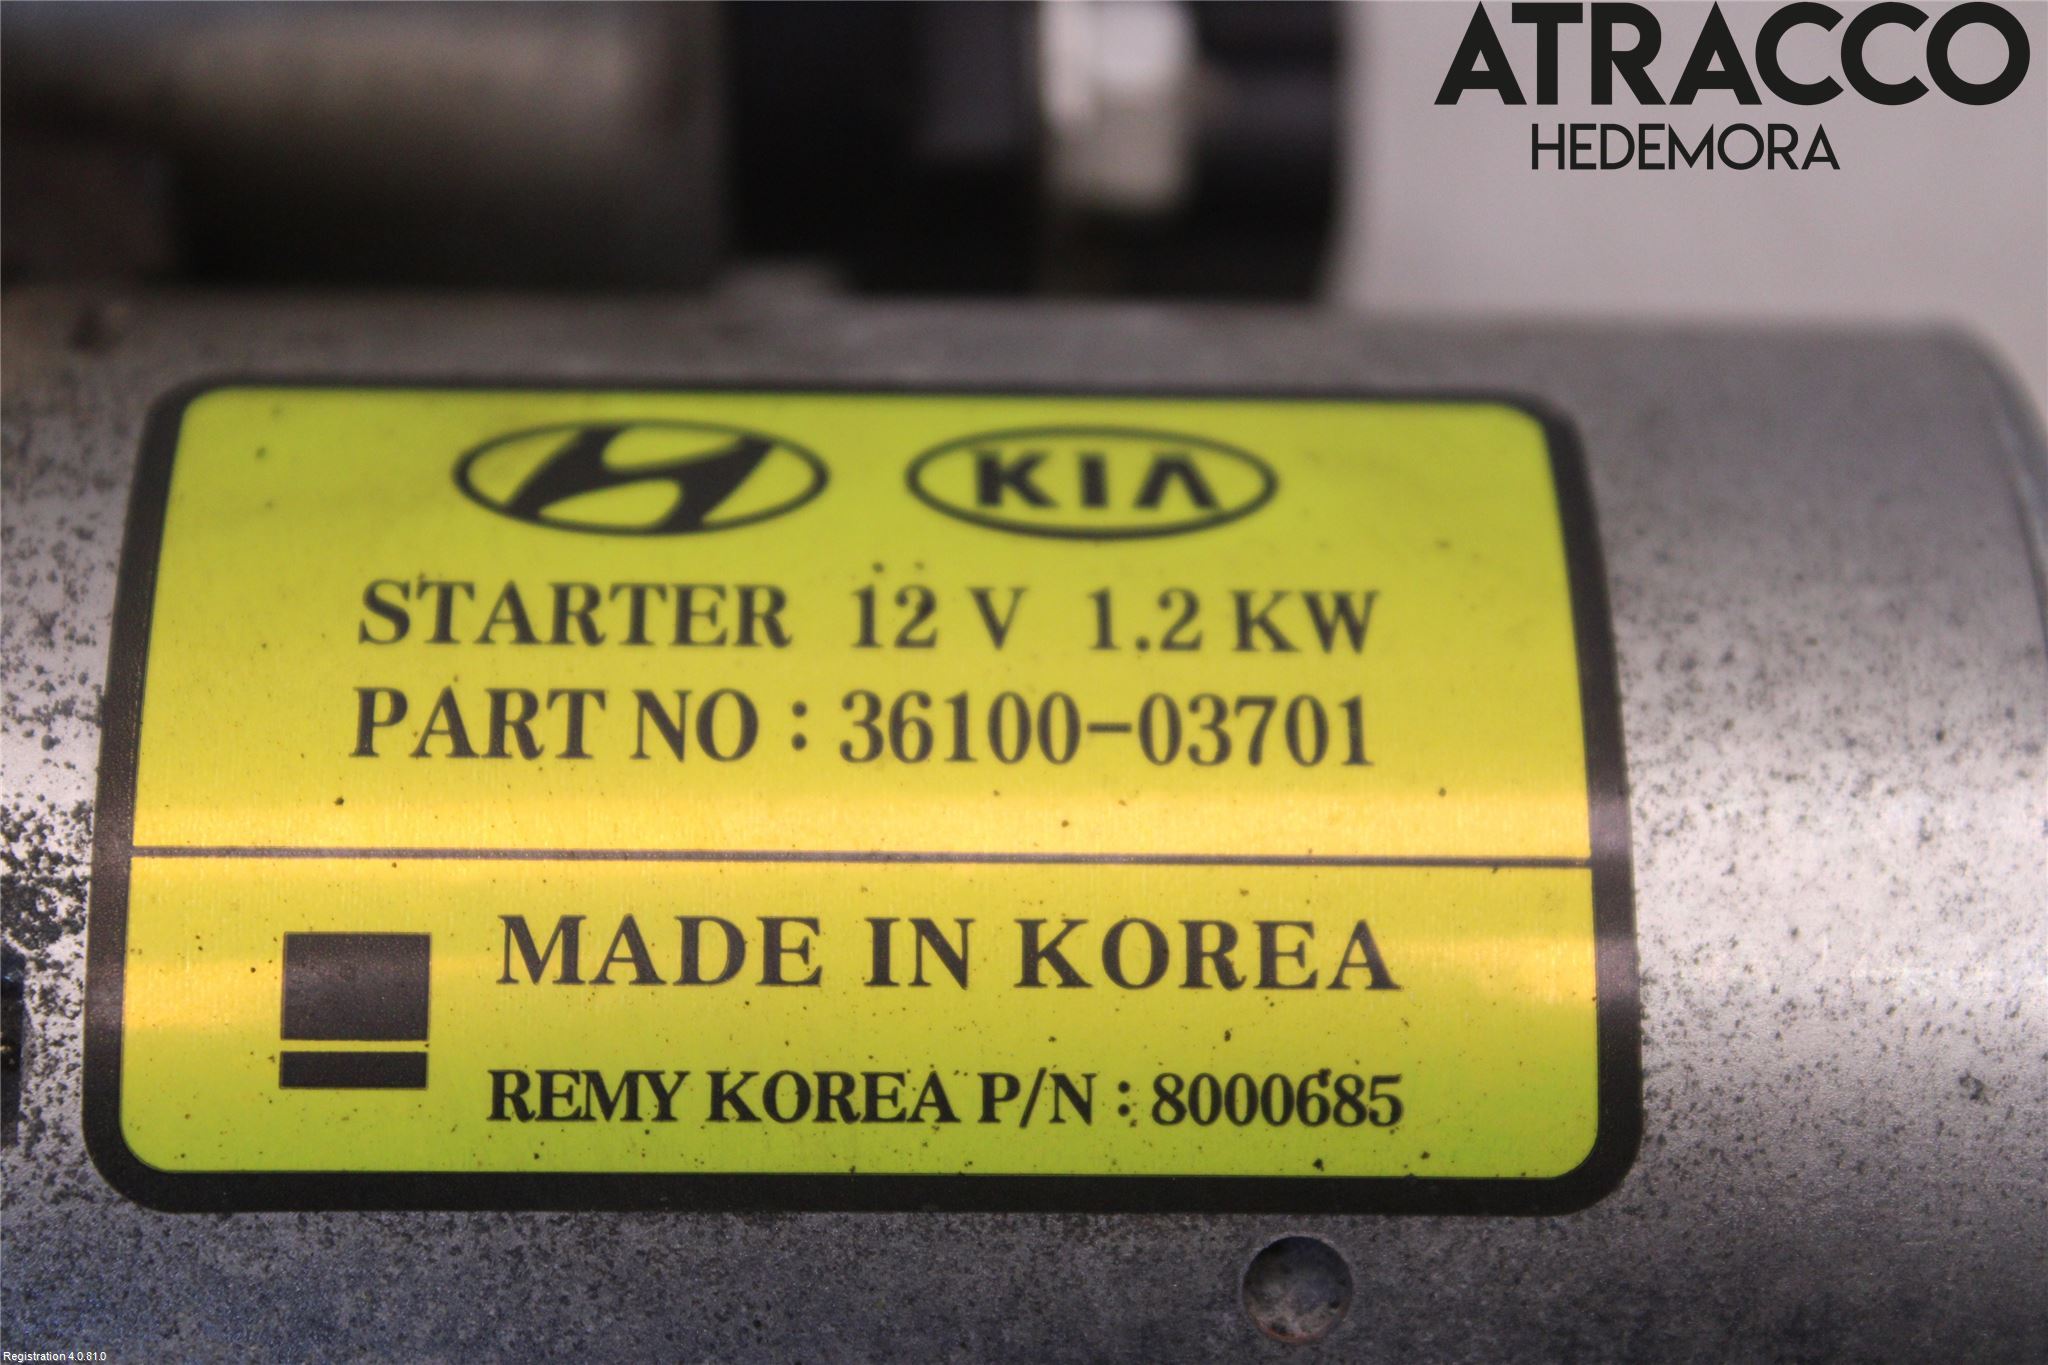 ATRACCO
HEDEMORA
KIA
STARTER 12 V 1.2 KW
PART NO : 36100-03701
MADE IN KOREA
REMY KOREA P/N : 8000685
Registration 4.0.81.0